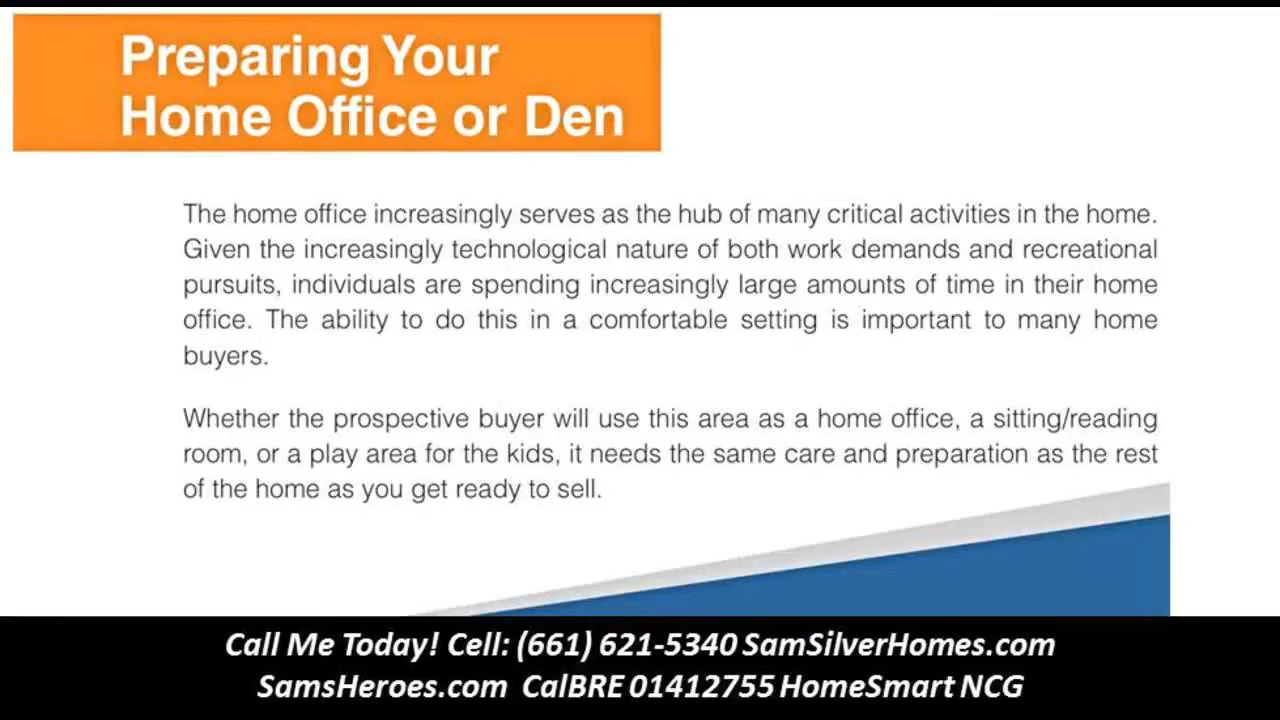 Preparing Your
Home Office or Den
The home office increasingly serves as the hub of many critical activities in the home.
Given the increasingly technological nature of both work demands and recreational
pursuits, individuals are spending increasingly large amounts of time in their home
office. The ability to do this in a comfortable setting is important to many home
buyers.
Whether the prospective buyer will use this area as a home office, a sitting/reading
room, or a play area for the kids, it needs the same care and preparation as the rest
of the home as you get ready to sell.
Call Me Today! Cell: (661) 621-5340 SamSilverHomes.com
SamsHeroes.com CalBRE 01412755 HomeSmart NCG